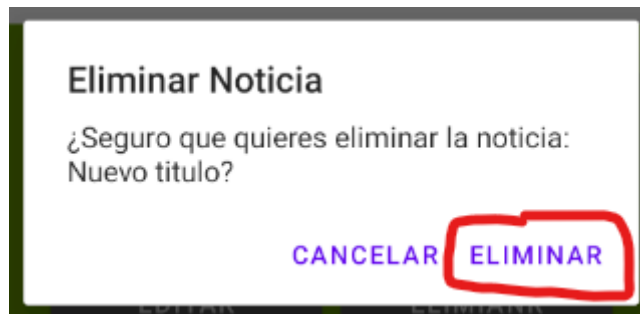 Eliminar Noticia
¿Seguro que quieres eliminar la noticia:
Nuevo titulo?
CANCELAR ELIMINAR